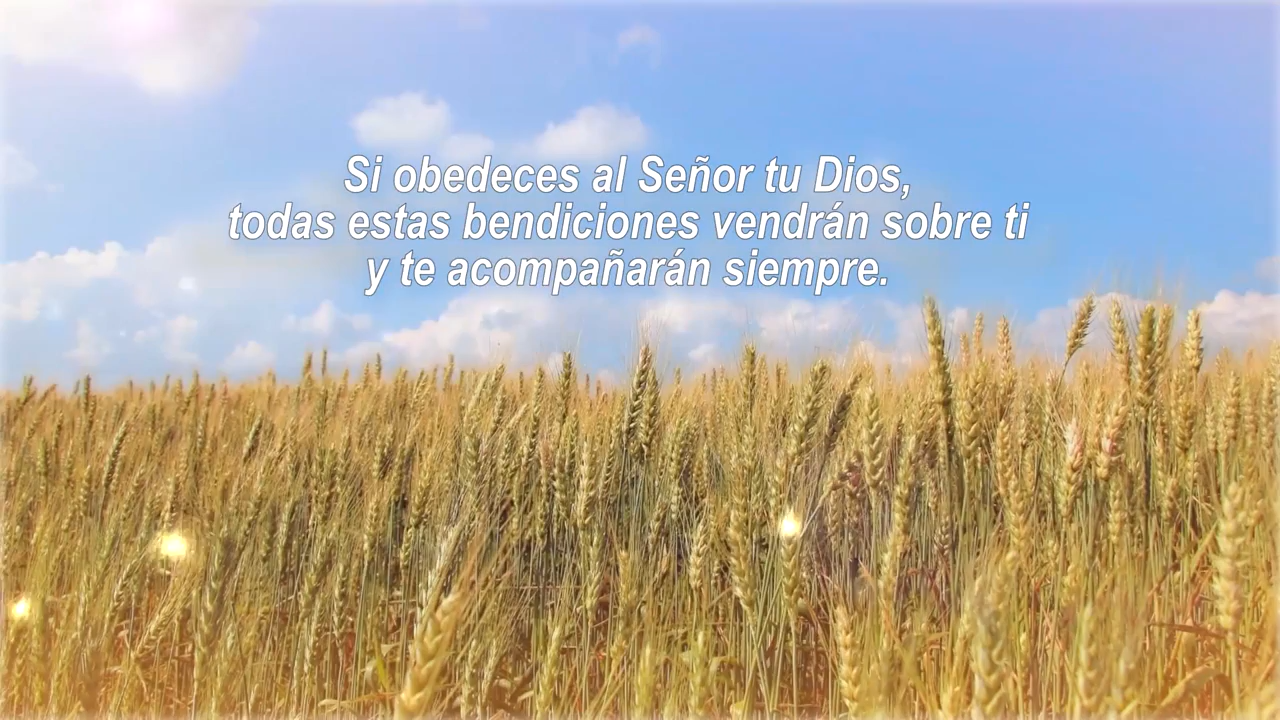 Si obedeces al Señor tu Dios,
todas estas bendiciones vendrán sobre ti
y te acompañarán siempre.